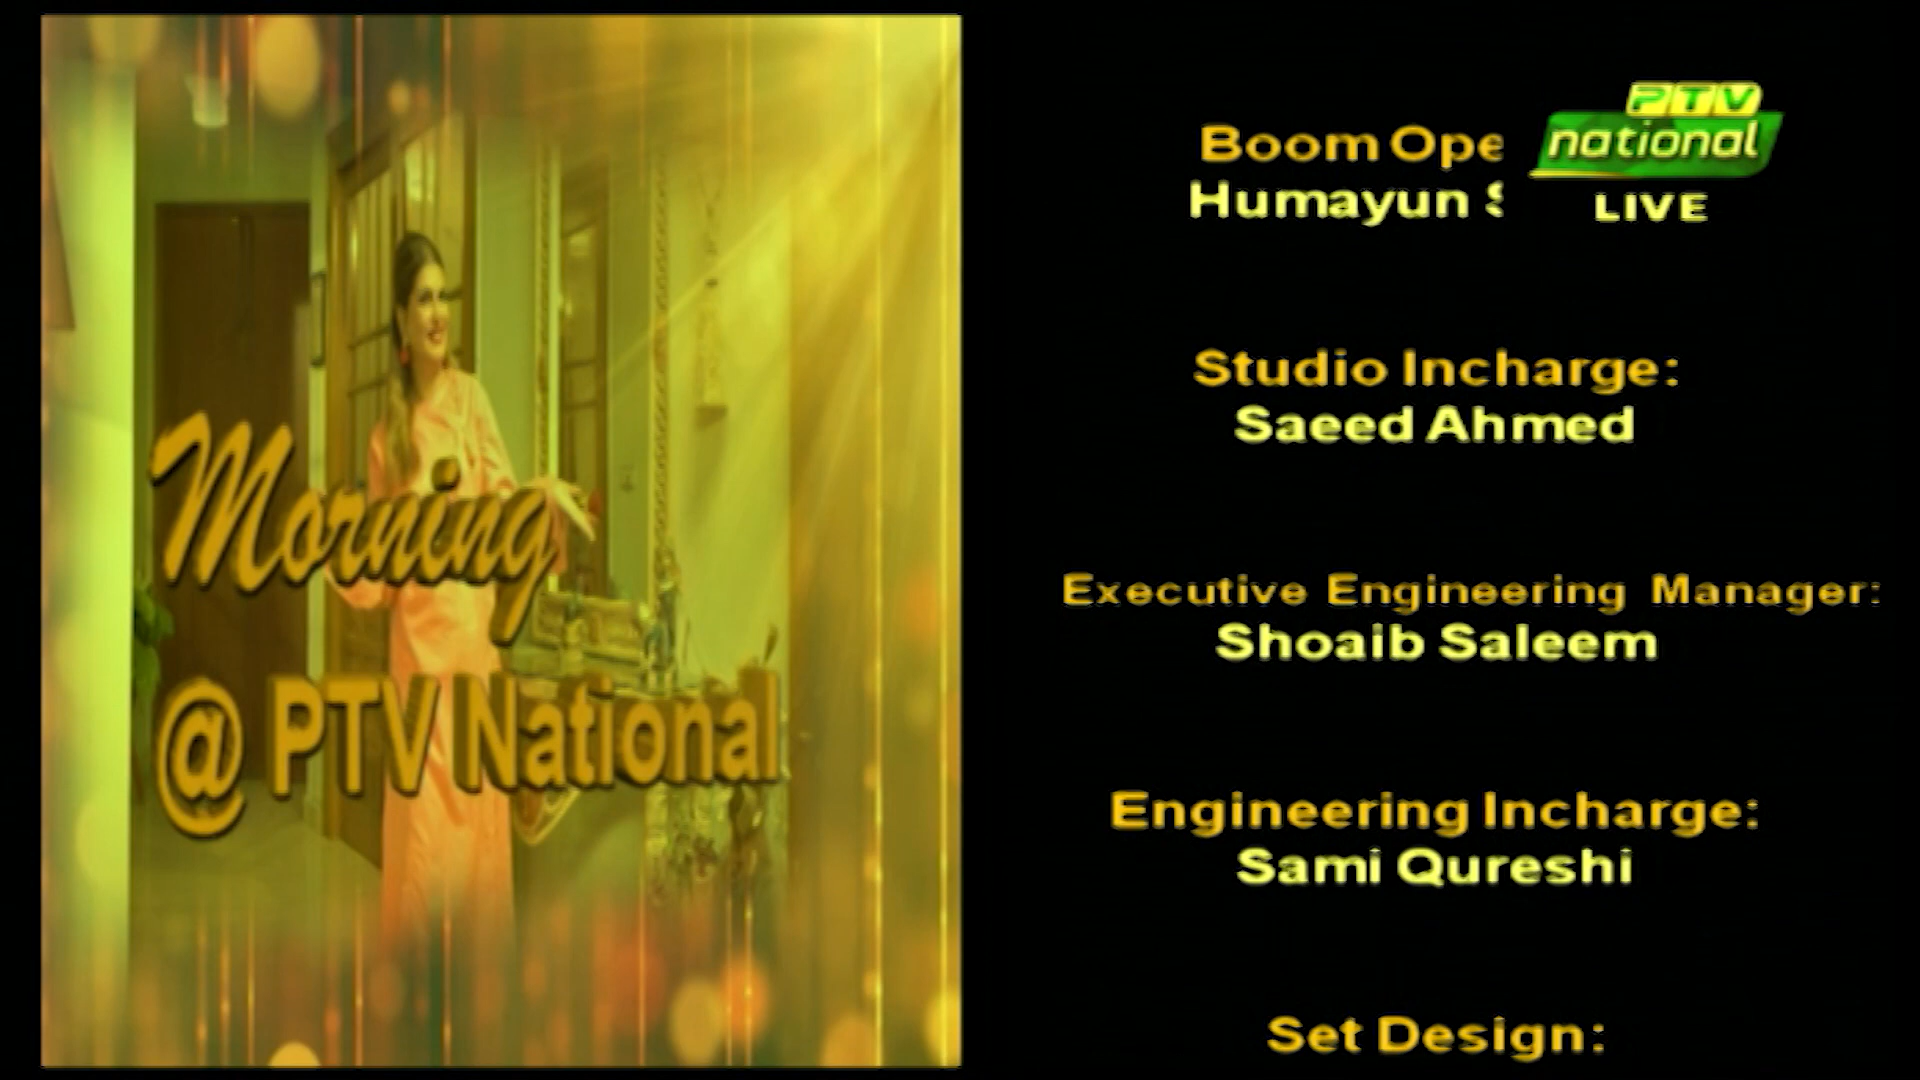 Morning
@ PTV National
PTV
national
LIVE
Boom Ope
Humayun S
Studio Incharge:
Saeed Ahmed
Executive Engineering Manager:
Shoaib Saleem
Engineering Incharge:
Sami Qureshi
Set Design: